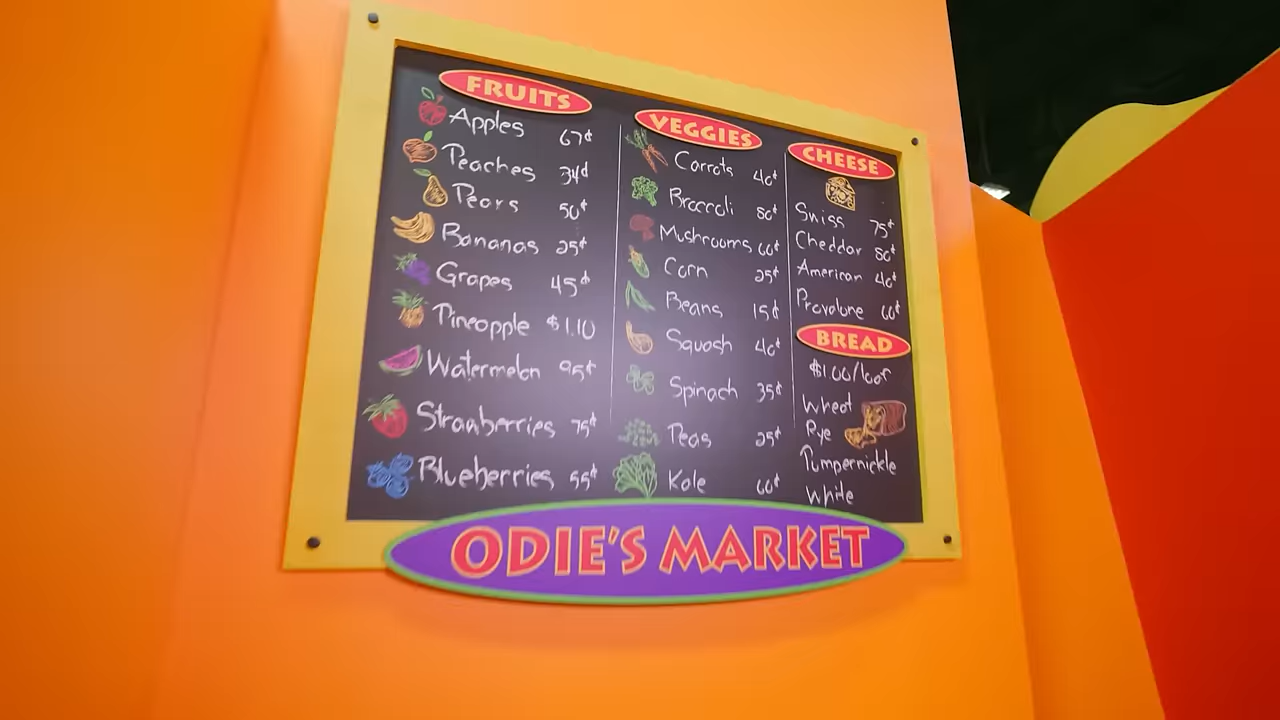 FRUITS
Apples 67¢
Peaches 34¢
Pears 50¢
Bananas 25¢
Grapes 45¢
Pineapple $1.10
Watermelon 95¢
Strawberries 75¢
Blueberries 55¢
VEGGIES
Carrots 40¢
Broccoli 80¢
Mushrooms 60¢
Corn 25¢
Beans 15¢
Squash 40¢
Spinach 35¢
Peas 25¢
Kale 60¢
CHEESE
Swiss 75¢
Cheddar 80¢
American 40¢
Provolone 60¢
BREAD
$1.00/loaf
Wheat
Rye
Pumpernickle
White
ODIE'S MARKET